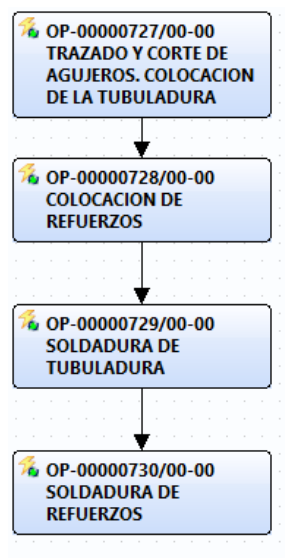 OP-00000727/00-00
TRAZADO Y CORTE DE
AGUJEROS. COLOCACION
DE LA TUBULADURA
OP-00000728/00-00
COLOCACION DE
REFUERZOS
OP-00000729/00-00
SOLDADURA DE
TUBULADURA
OP-00000730/00-00
SOLDADURA DE
REFUERZOS